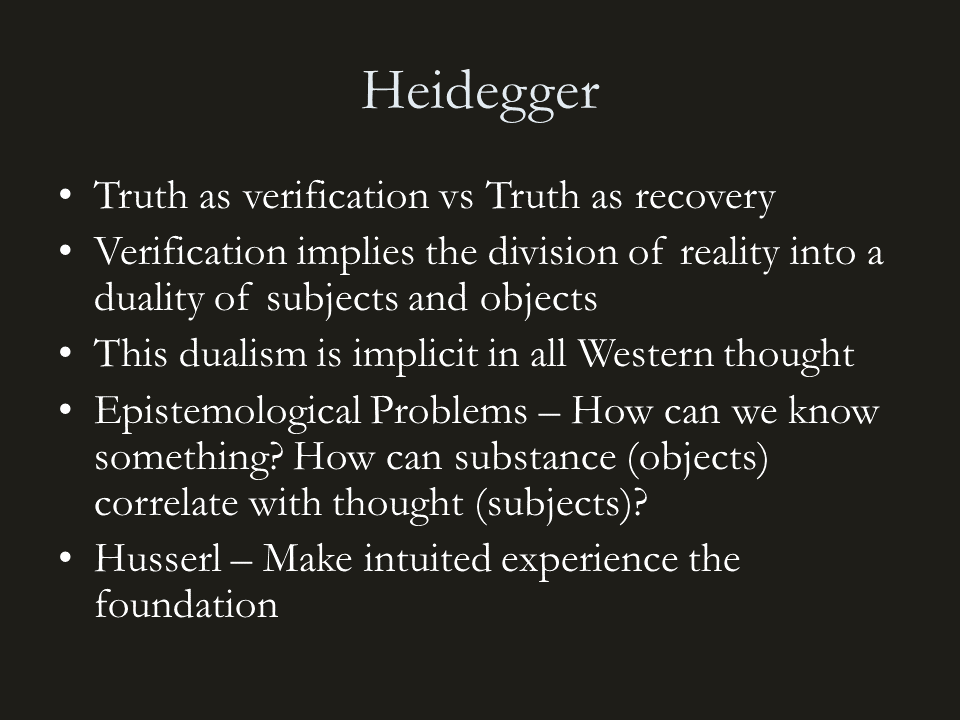 Heidegger
• Truth as verification vs Truth as recovery
• Verification implies the division of reality into a
duality of subjects and objects
• This dualism is implicit in all Western thought
• Epistemological Problems – How can we know
something? How can substance (objects)
correlate with thought (subjects)?
• Husserl – Make intuited experience the
foundation